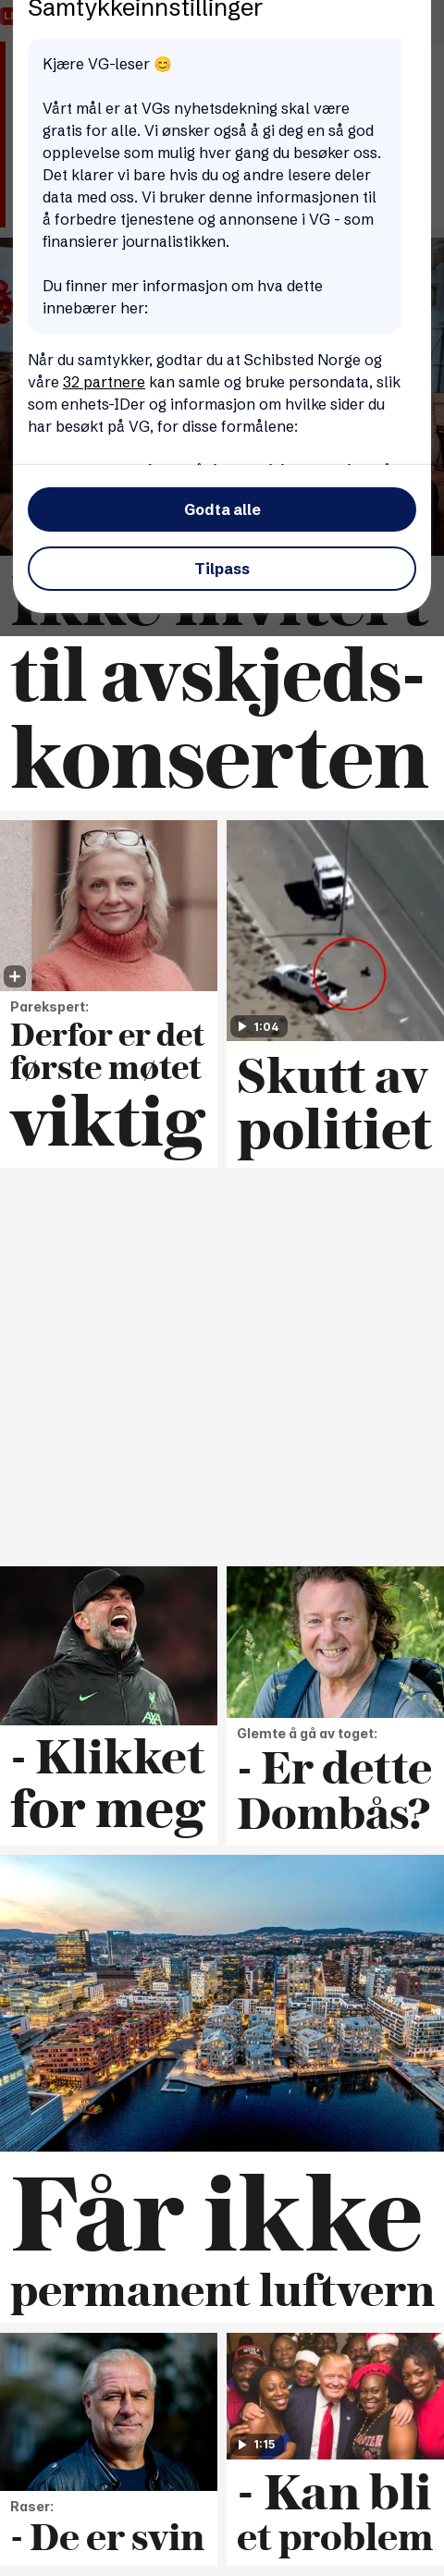 Samtykkeinnstillinger
Kjære VG-leser 😊
Vårt mål er at VGs nyhetsdekning skal være
gratis for alle. Vi ønsker også å gi deg en så god
opplevelse som mulig hver gang du besøker oss.
Det klarer vi bare hvis du og andre lesere deler
data med oss. Vi bruker denne informasjonen til
å forbedre tjenestene og annonsene i VG - som
finansierer journalistikken.
Du finner mer informasjon om hva dette
innebærer her:
Når du samtykker, godtar du at Schibsted Norge og
våre 32 partnere kan samle og bruke persondata, slik
som enhets-IDer og informasjon om hvilke sider du
har besøkt på VG, for disse formålene:
Godta alle
Tilpass
Ikke invitert
til avskjeds-
konserten
Parekspert:
Derfor er det
første møtet
viktig
1:04
Skutt av
politiet
- Klikket
for meg
Glemte å gå av toget:
- Er dette
Dombås?
Får ikke
permanent luftvern
Raser:
- De er svin
1:15
- Kan bli
et problem